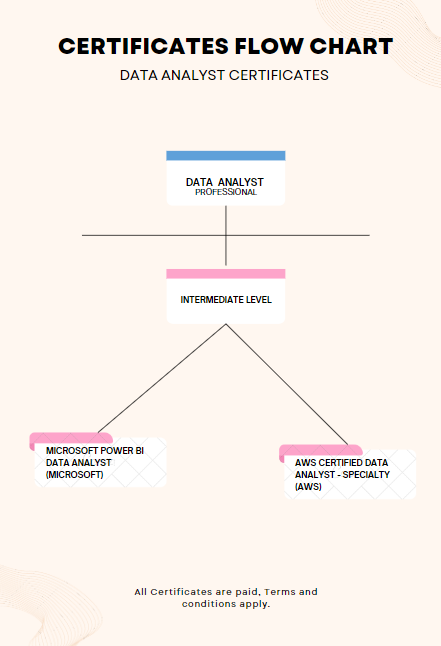 CERTIFICATES FLOW CHART
DATA ANALYST CERTIFICATES
DATA ANALYST
PROFESSIONAL
INTERMEDIATE LEVEL
MICROSOFT POWER BI
DATA ANALYST
(MICROSOFT)
AWS CERTIFIED DATA
ANALYST - SPECIALTY
(AWS)
All Certificates are paid, Terms and
conditions apply.